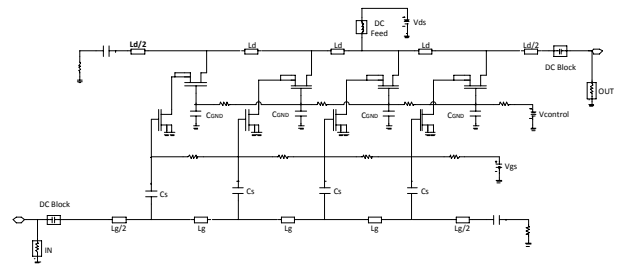 DC
Feed
Vds
Ld/2
Ld
Ld
Ld
Ld/2
DC Block
OUT
CGND
CGND
CGND
CGND
Vcontrol
Vgs
Cs
Cs
Cs
Cs
DC Block
Lg/2
Lg
Lg
Lg
Lg/2
IN